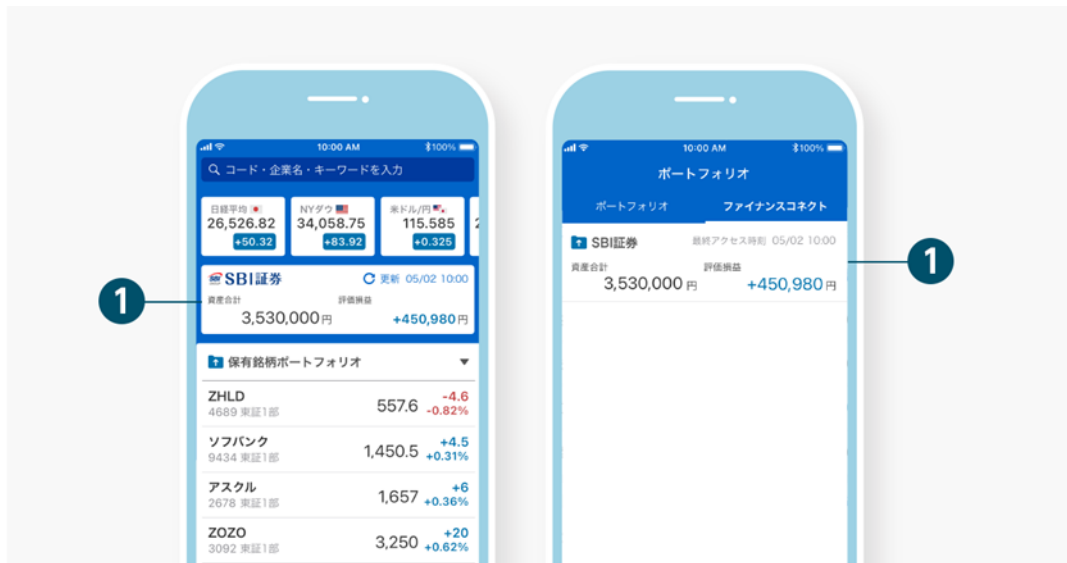 10:00 AM
100%
コード・企業名・キーワードを入力
日経平均
26,526.82
+50.32
NYダウ
34,058.75
+83.92
米ドル/円
115.585
+0.325
SBI証券
更新 05/02 10:00
資産合計
評価損益
3,530,000円
+450,980円
1
保有銘柄ポートフォリオ
ZHLD
4689 東証1部
557.6
-4.6
-0.82%
ソフバンク
9434 東証1部
1,450.5
+4.5
+0.31%
アスクル
2678 東証1部
1,657
+6
+0.36%
ZOZO
3092 東証1部
3,250
+20
+0.62%
10:00 AM
100%
ポートフォリオ
ポートフォリオ
ファイナンスコネクト
SBI証券
最終アクセス時刻 05/02 10:00
資産合計
評価損益
3,530,000 円
+450,980 円
1